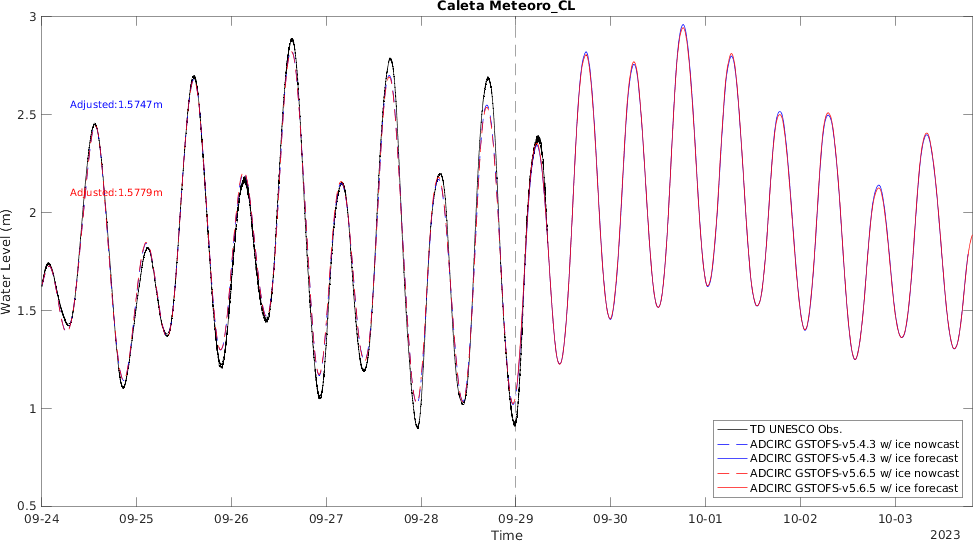 Caleta Meteoro_CL
3
2.5
2
1.5
1
0.5
Water Level (m)
Adjusted:1.5747m
Adjusted:1.5779m
TD UNESCO Obs.
ADCIRC GSTOFS-v5.4.3 w/ ice nowcast
ADCIRC GSTOFS-v5.4.3 w/ ice forecast
ADCIRC GSTOFS-v5.6.5 w/ ice nowcast
ADCIRC GSTOFS-v5.6.5 w/ ice forecast
09-24 09-25 09-26 09-27 09-28 09-29 09-30 10-01 10-02 10-03
Time
2023